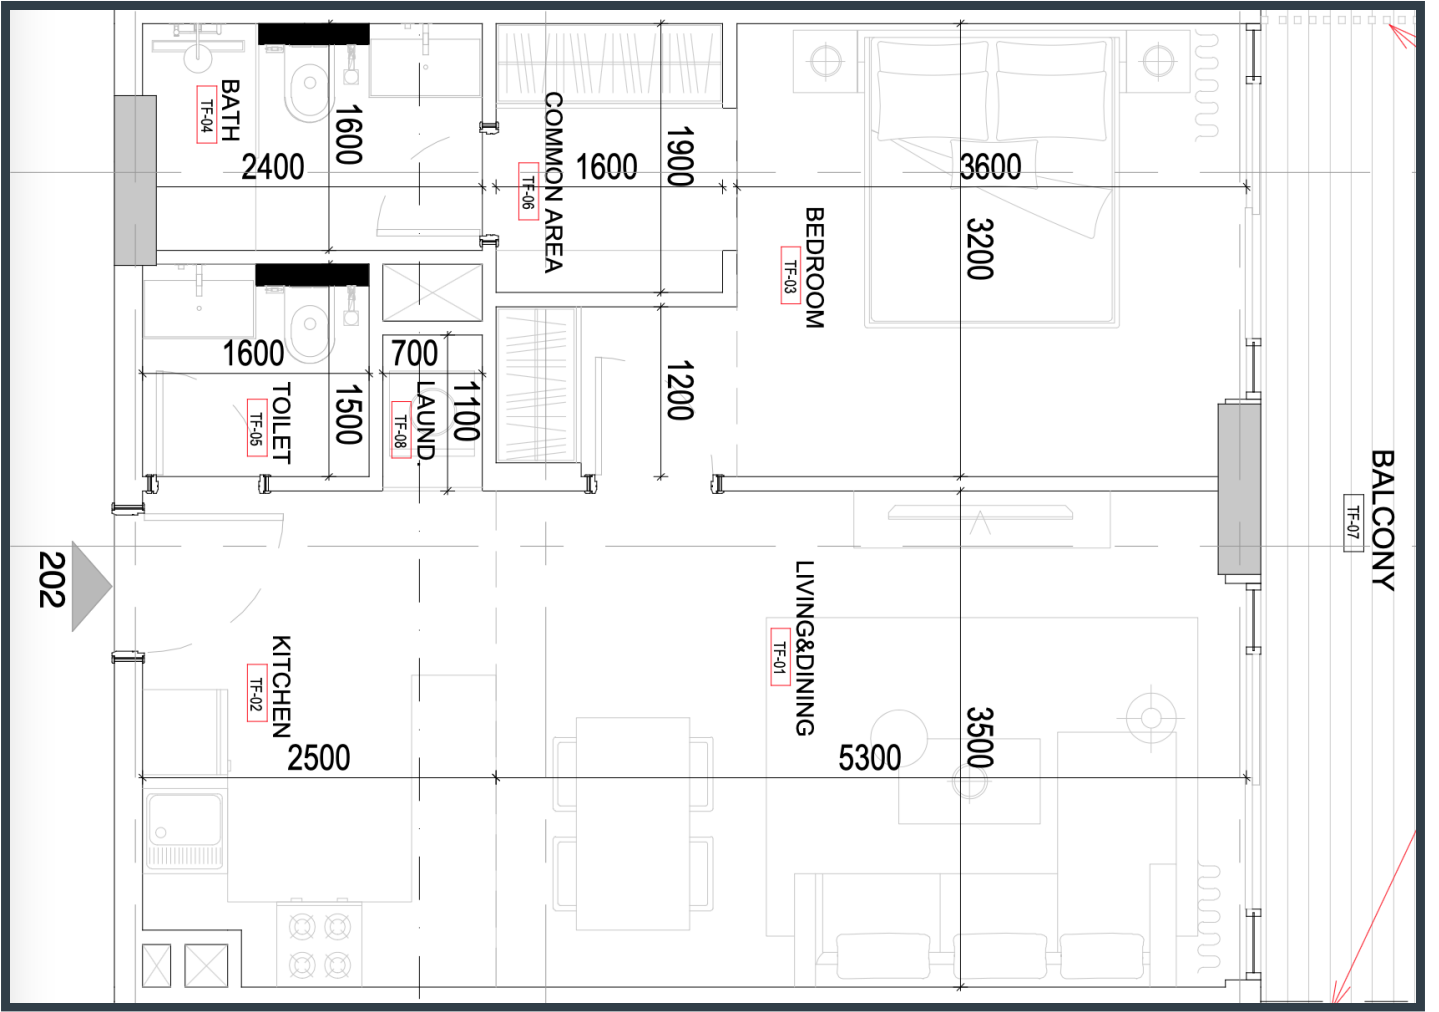 BATH
TF-04
2400
1600
COMMON AREA
TF-06
1600
1900
3600
3200
BEDROOM
TF-03
1600
TOILET
TF-05
1500
700
LAUND.
TF-08
1100
1200
BALCONY
TF-07
202
KITCHEN
TF-02
2500
LIVING&DINING
TF-01
5300
3500